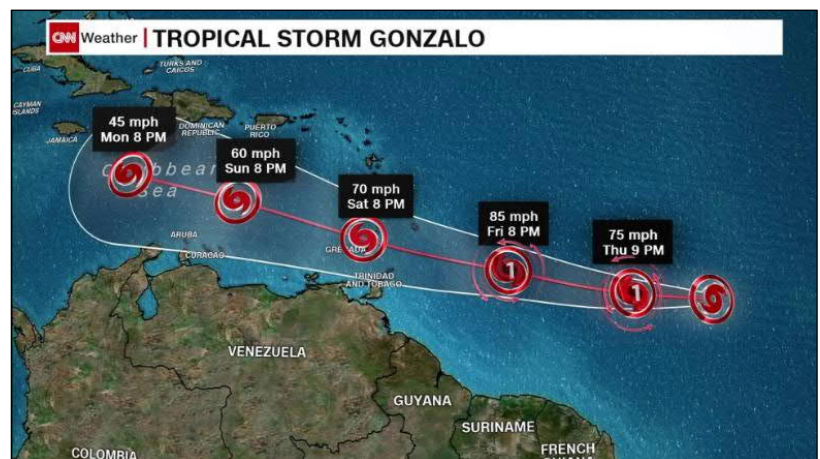 CNN Weather | TROPICAL STORM GONZALO
CUBA
TURKS AND
CAICOS
CAYMAN
ISLANDS
JAMAICA
DOMINICAN
REPUBLIC
PUERTO
RICO
45 mph
Mon 8 PM
60 mph
Sun 8 PM
70 mph
Sat 8 PM
85 mph
Fri 8 PM
75 mph
Thu 9 PM
Caribbean
Sea
1
1
ARUBA
CURACAO
GRENADA
TRINIDAD
AND TOBAGO
VENEZUELA
GUYANA
SURINAME
COLOMBIA
FRENCH